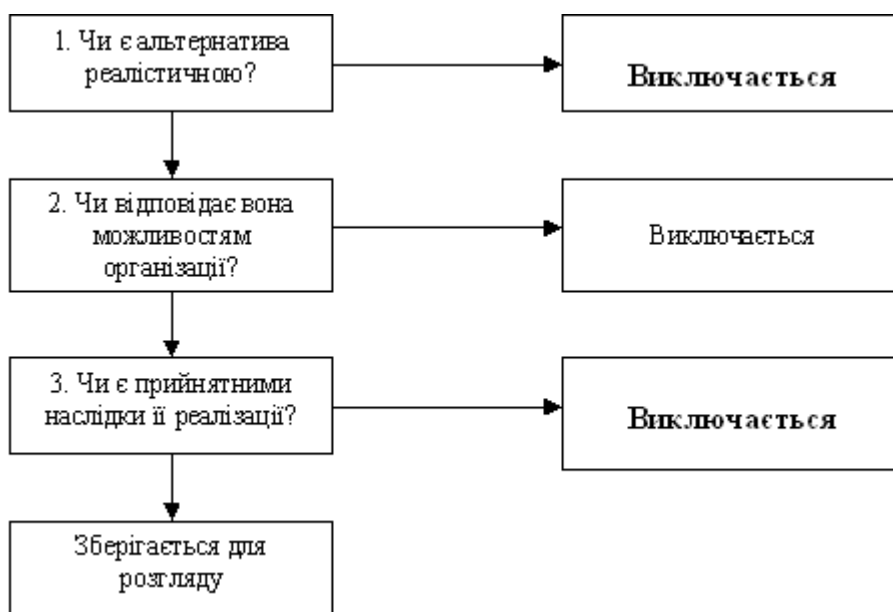 1. Чи є альтернатива
реалістичною?
Виключається
2. Чи відповідає вона
можливостям
організації?
Виключається
3. Чи є прийнятними
наслідки її реалізації?
Виключається
Зберігається для
розгляду